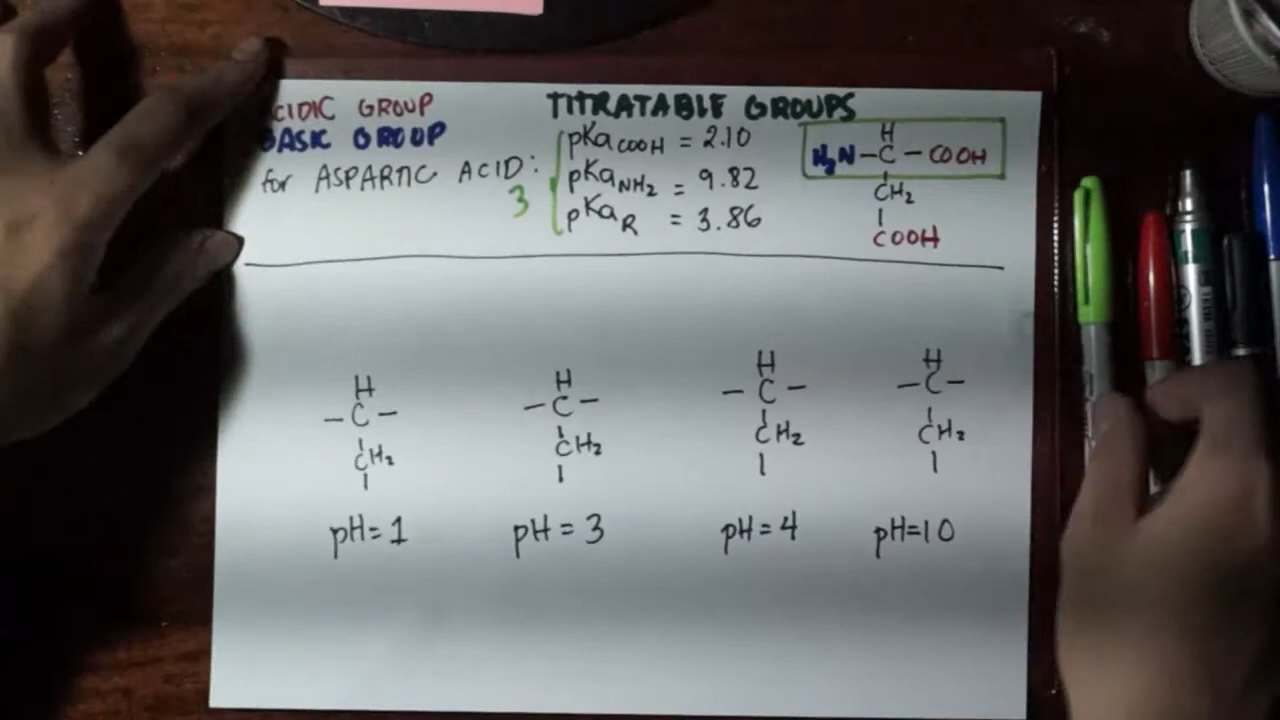 CIDIC GROUP
BASIC GROUP
for ASPARTIC ACID:
3
TITRATABLE GROUPS
pKa COOH = 2.10
pKa NH₂ = 9.82
pKa R = 3.86
H
H₂N – C – COOH
CH₂
COOH
H
– C –
CH₂
pH = 1
H
– C –
CH₂
pH = 3
H
– C –
CH₂
pH = 4
H
– C –
CH₂
pH = 10